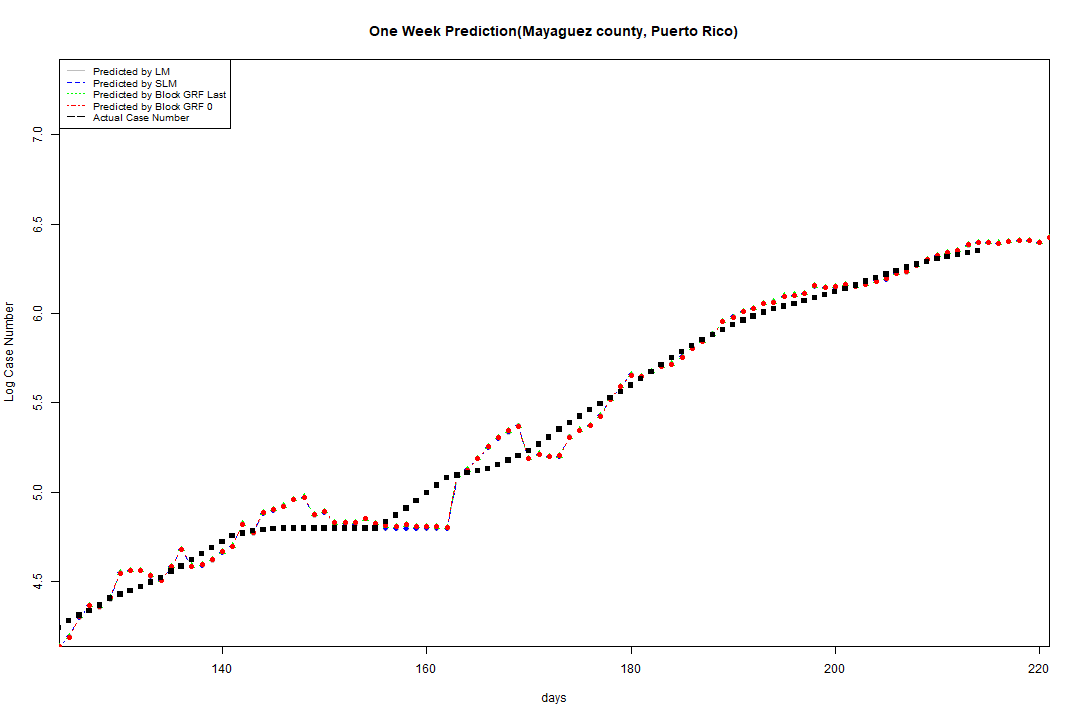 One Week Prediction(Mayaguez county, Puerto Rico)
Predicted by LM
Predicted by SLM
Predicted by Block GRF Last
Predicted by Block GRF 0
Actual Case Number
7.0
6.5
6.0
5.5
5.0
4.5
Log Case Number
140 160 180 200 220
days